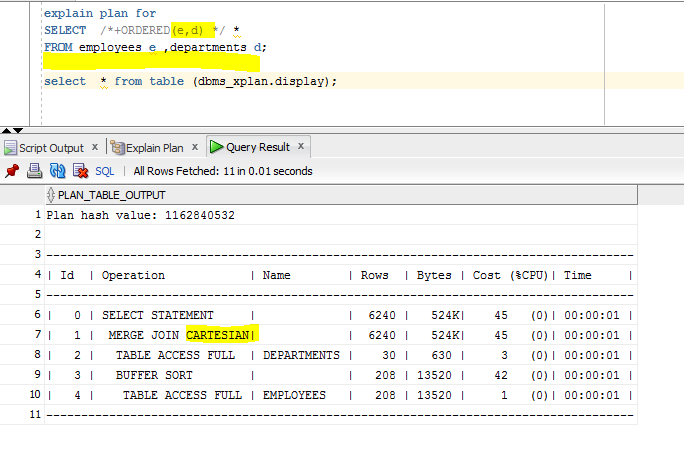 explain plan for
SELECT /*+ORDERED(e,d) */ *
FROM employees e ,departments d;
select * from table (dbms_xplan.display);
Script Output x Explain Plan x Query Result x
SQL | All Rows Fetched: 11 in 0.01 seconds
PLAN_TABLE_OUTPUT
1 Plan hash value: 1162840532
2
3 --------------------------------------------------------------------------------
4 | Id | Operation | Name | Rows | Bytes | Cost (%CPU)| Time |
5 --------------------------------------------------------------------------------
6 | 0 | SELECT STATEMENT | | 6240 | 524K| 45 (0)| 00:00:01 |
7 | 1 | MERGE JOIN CARTESIAN| | 6240 | 524K| 45 (0)| 00:00:01 |
8 | 2 | TABLE ACCESS FULL | DEPARTMENTS | 30 | 630 | 3 (0)| 00:00:01 |
9 | 3 | BUFFER SORT | | 208 | 13520 | 42 (0)| 00:00:01 |
10 | 4 | TABLE ACCESS FULL | EMPLOYEES | 208 | 13520 | 1 (0)| 00:00:01 |
11 --------------------------------------------------------------------------------